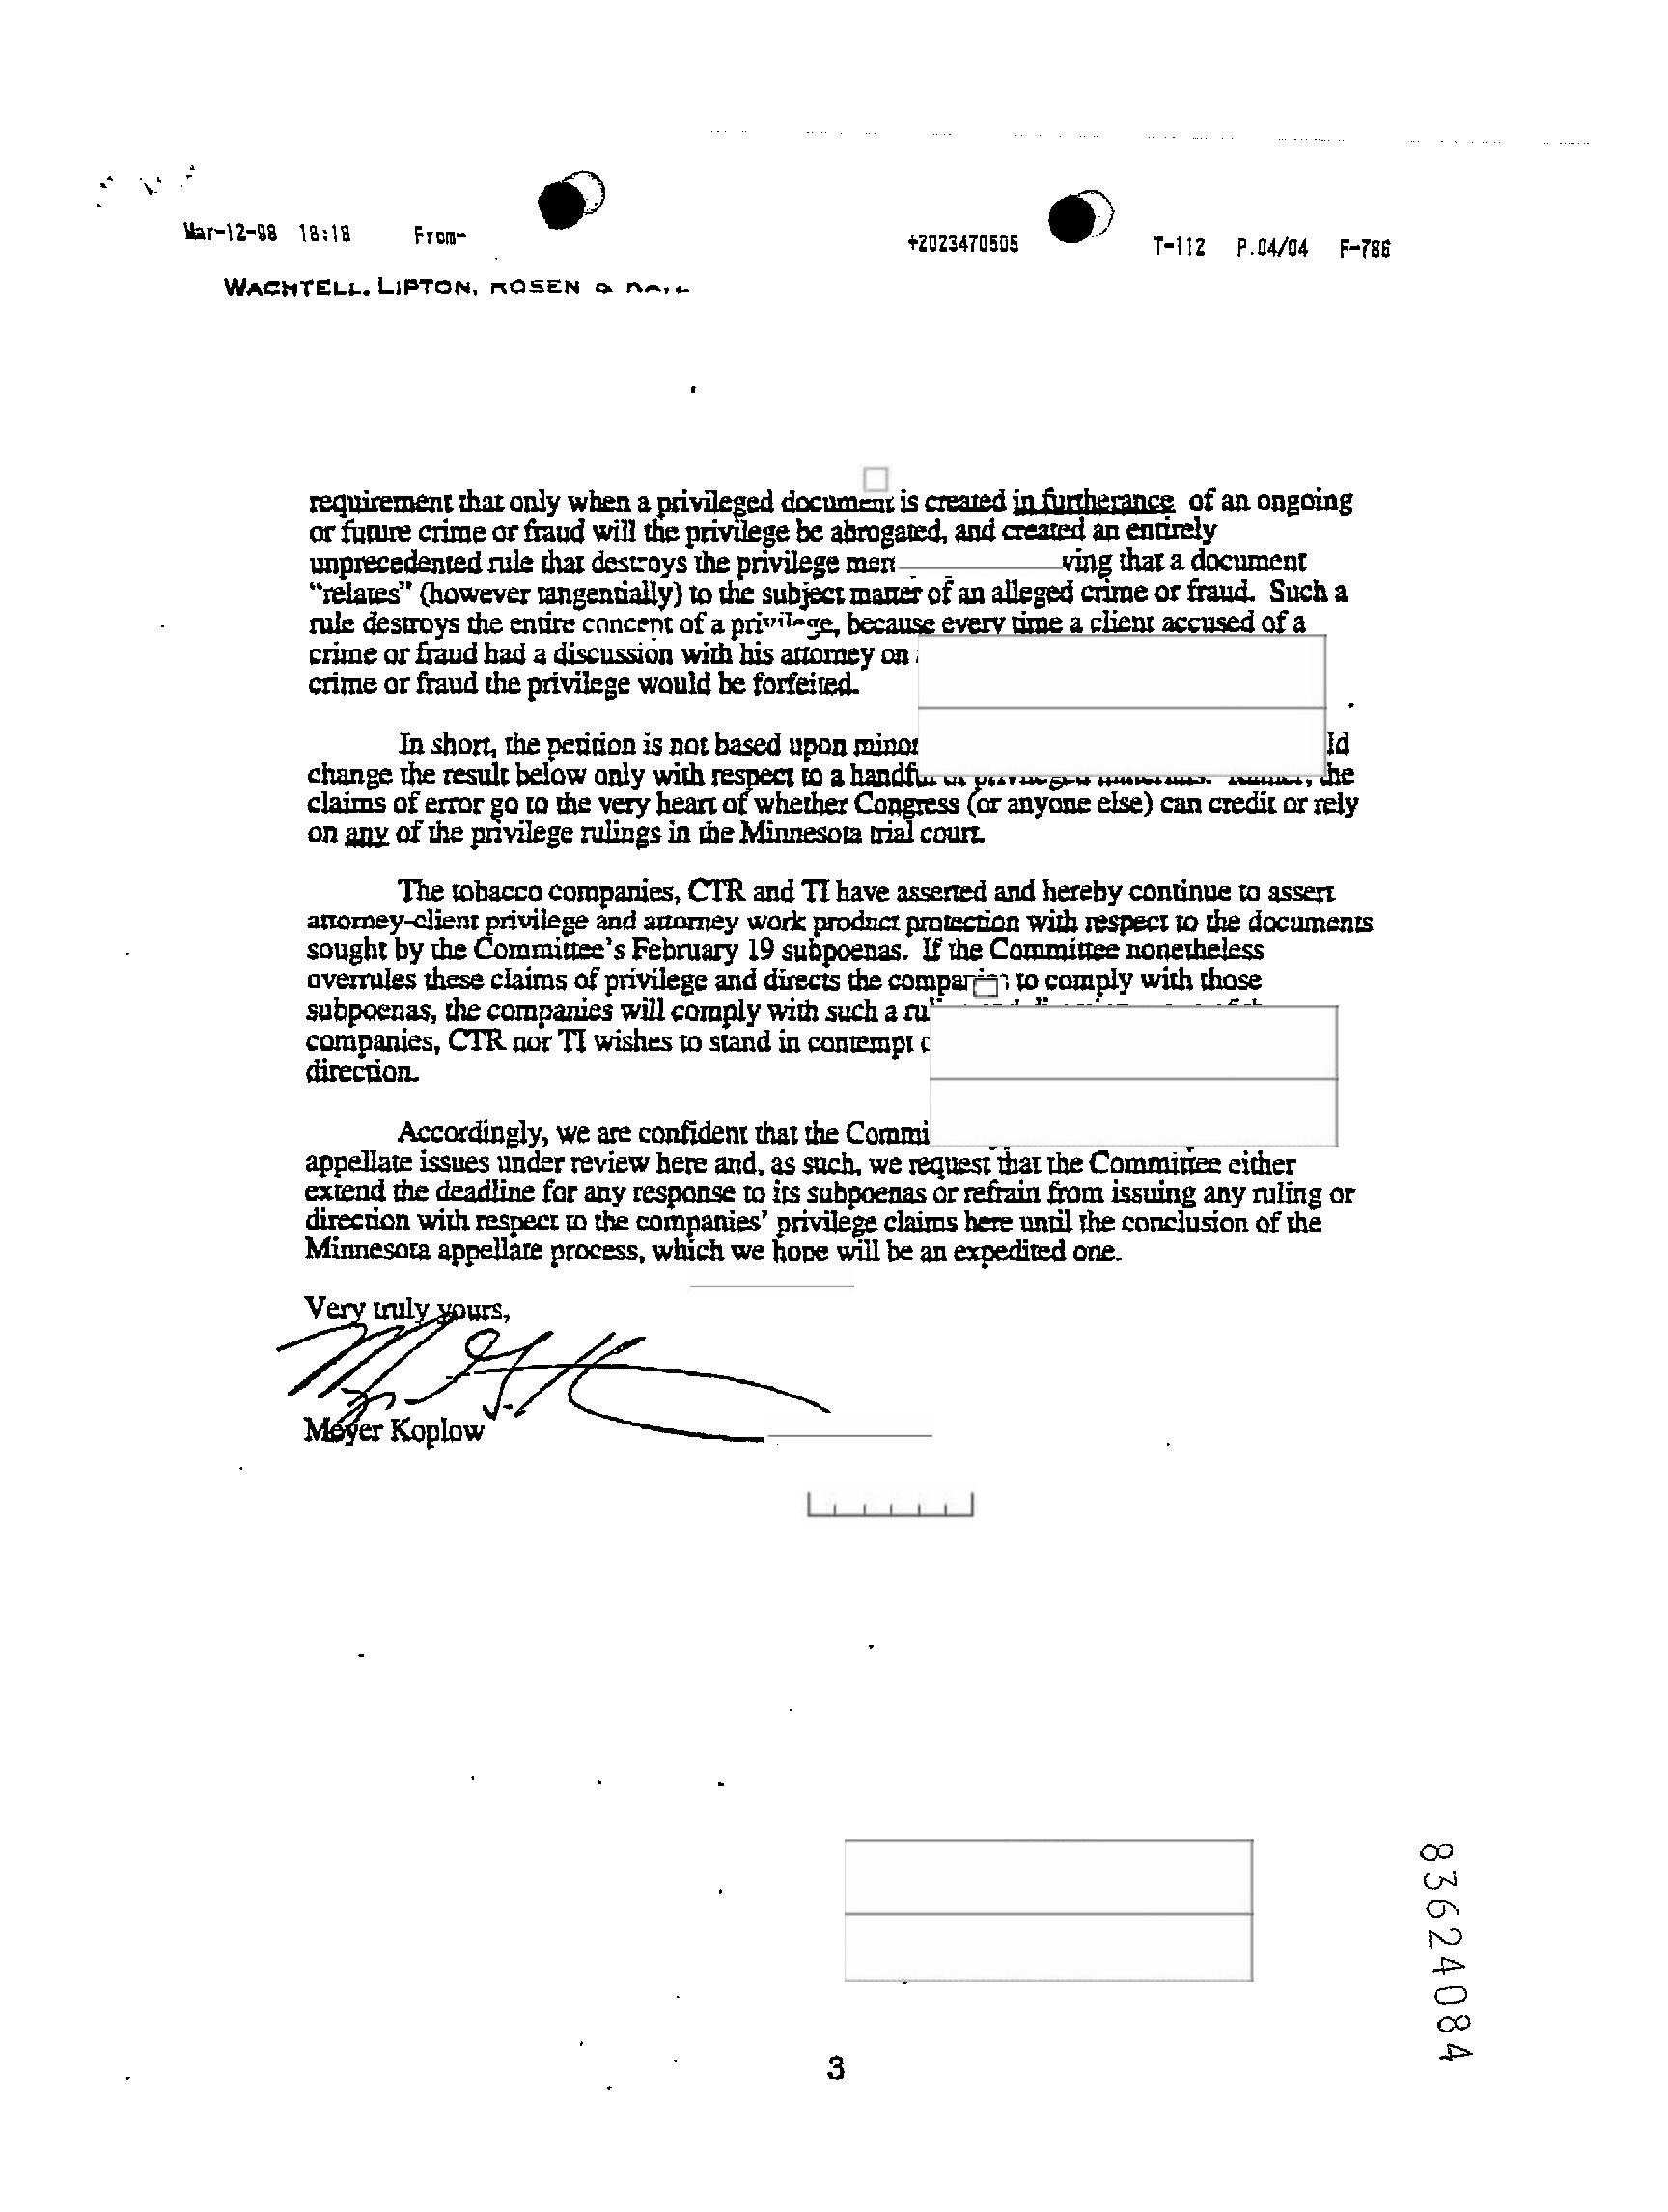 Mar-12-98 18:18 From-
+2023470505 T-112 P.04/04 F-786
WACHTELL, LIPTON, ROSEN &
requirement that only when a privileged document is created in furtherance of an ongoing
or future crime or fraud will the privilege be abrogated, and created an entirely
unprecedented rule that destroys the privilege mer ving that a document
"relates" (however tangentially) to the subject matter of an alleged crime or fraud. Such a
rule destroys the entire concept of a privilege, because every time a client accused of a
crime or fraud had a discussion with his attorney on
crime or fraud the privilege would be forfeited.
In short, the petition is not based upon minor ld
change the result below only with respect to a handful of privileged materials. Rather, the
claims of error go to the very heart of whether Congress (or anyone else) can credit or rely
on any of the privilege rulings in the Minnesota trial court.
The tobacco companies, CTR and TI have asserted and hereby continue to assert
attorney-client privilege and attorney work product protection with respect to the documents
sought by the Committee's February 19 subpoenas. If the Committee nonetheless
overrules these claims of privilege and directs the companies to comply with those
subpoenas, the companies will comply with such a
companies, CTR nor TI wishes to stand in contempt
direction.
Accordingly, we are confident that the Commi
appellate issues under review here and, as such, we request that the Committee either
extend the deadline for any response to its subpoenas or refrain from issuing any ruling or
direction with respect to the companies' privilege claims here until the conclusion of the
Minnesota appellate process, which we hope will be an expedited one.
Very truly yours,
Meyer Koplow
83624084
3